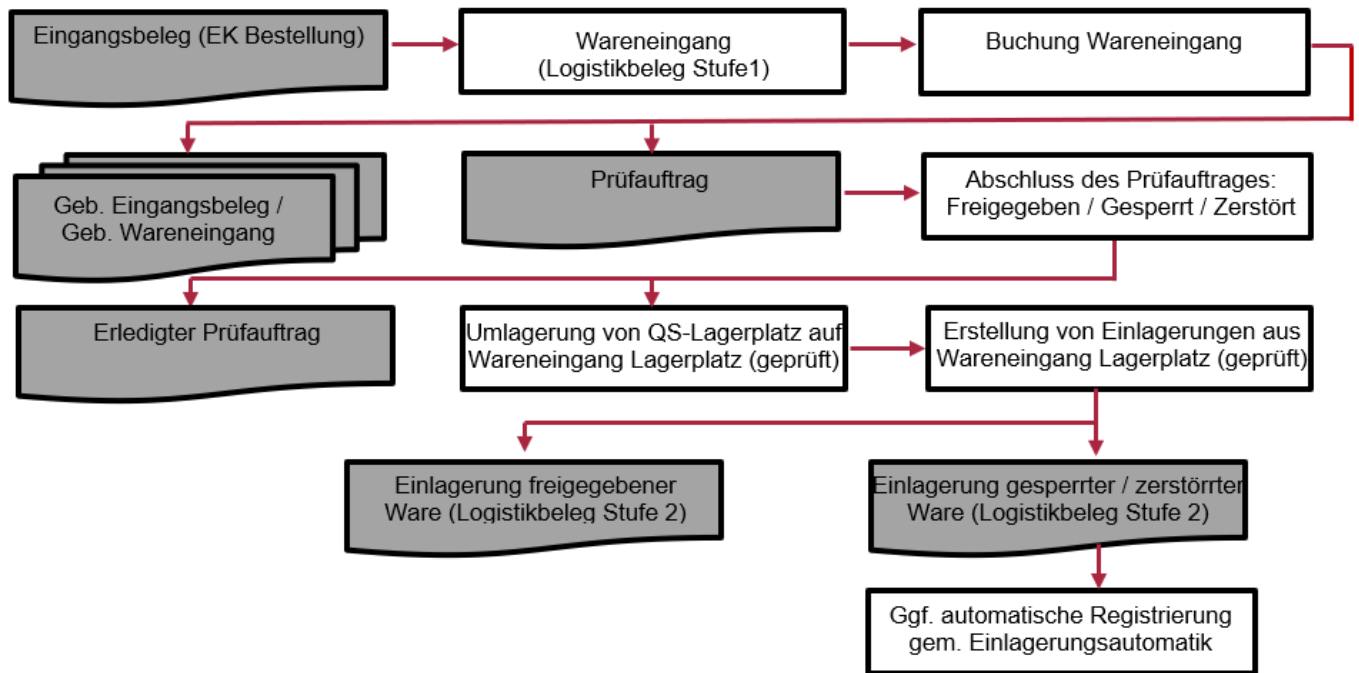 Eingangsbeleg (EK Bestellung)
Wareneingang
(Logistikbeleg Stufe1)
Buchung Wareneingang
Geb. Eingangsbeleg /
Geb. Wareneingang
Prüfauftrag
Abschluss des Prüfauftrages:
Freigegeben / Gesperrt / Zerstört
Erledigter Prüfauftrag
Umlagerung von QS-Lagerplatz auf
Wareneingang Lagerplatz (geprüft)
Erstellung von Einlagerungen aus
Wareneingang Lagerplatz (geprüft)
Einlagerung freigegebener
Ware (Logistikbeleg Stufe 2)
Einlagerung gesperrter / zerstörrter
Ware (Logistikbeleg Stufe 2)
Ggf. automatische Registrierung
gem. Einlagerungsautomatik